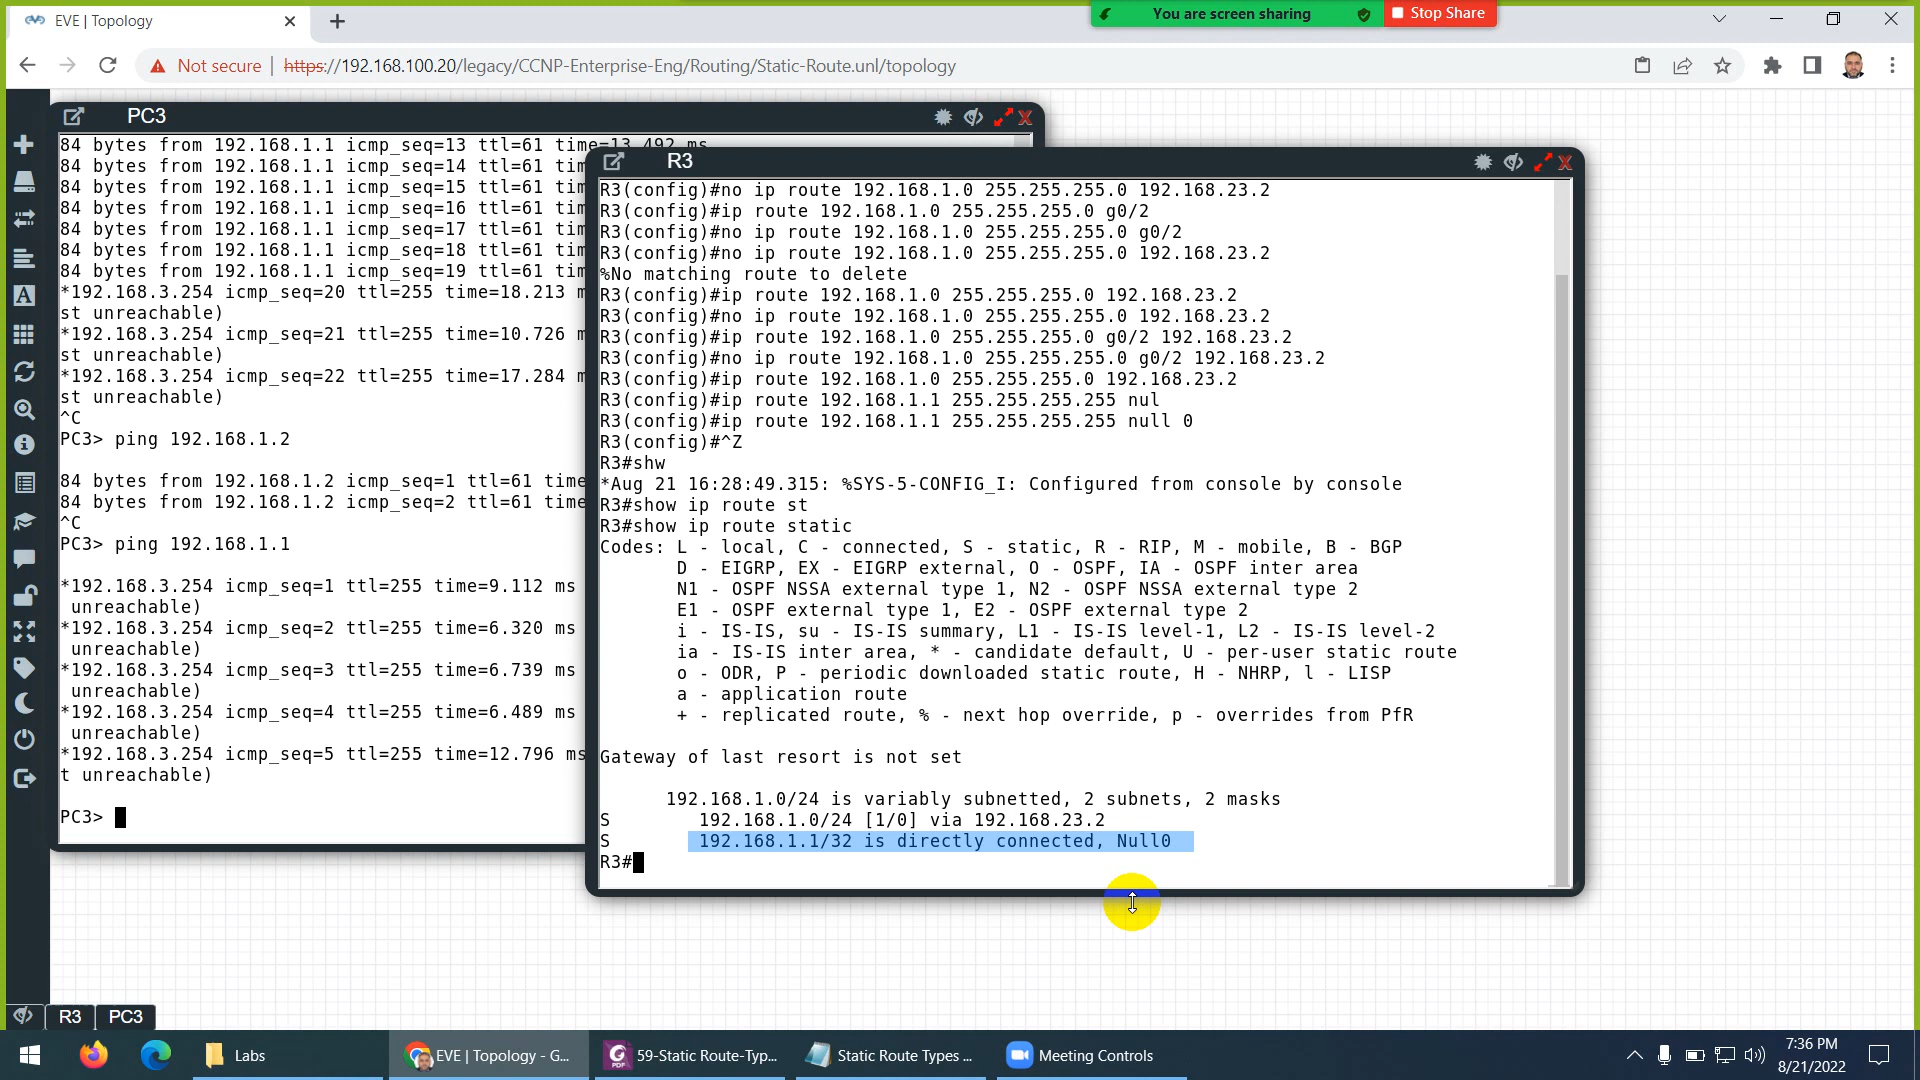 EVE | Topology
You are screen sharing
Stop Share
Not secure
https://192.168.100.20/legacy/CCNP-Enterprise-Eng/Routing/Static-Route.unl/topology
PC3
84 bytes from 192.168.1.1 icmp_seq=13 ttl=61 time=13.492 ms
84 bytes from 192.168.1.1 icmp_seq=14 ttl=61 tim
84 bytes from 192.168.1.1 icmp_seq=15 ttl=61 tim
84 bytes from 192.168.1.1 icmp_seq=16 ttl=61 tim
84 bytes from 192.168.1.1 icmp_seq=17 ttl=61 tim
84 bytes from 192.168.1.1 icmp_seq=18 ttl=61 tim
84 bytes from 192.168.1.1 icmp_seq=19 ttl=61 tim
*192.168.3.254 icmp_seq=20 ttl=255 time=18.213 m
st unreachable)
*192.168.3.254 icmp_seq=21 ttl=255 time=10.726 m
st unreachable)
*192.168.3.254 icmp_seq=22 ttl=255 time=17.284 m
st unreachable)
^C
PC3> ping 192.168.1.2
84 bytes from 192.168.1.2 icmp_seq=1 ttl=61 time
84 bytes from 192.168.1.2 icmp_seq=2 ttl=61 time
^C
PC3> ping 192.168.1.1
*192.168.3.254 icmp_seq=1 ttl=255 time=9.112 ms
unreachable)
*192.168.3.254 icmp_seq=2 ttl=255 time=6.320 ms
unreachable)
*192.168.3.254 icmp_seq=3 ttl=255 time=6.739 ms
unreachable)
*192.168.3.254 icmp_seq=4 ttl=255 time=6.489 ms
unreachable)
*192.168.3.254 icmp_seq=5 ttl=255 time=12.796 ms
t unreachable)
PC3>
R3
R3(config)#no ip route 192.168.1.0 255.255.255.0 192.168.23.2
R3(config)#ip route 192.168.1.0 255.255.255.0 g0/2
R3(config)#no ip route 192.168.1.0 255.255.255.0 g0/2
R3(config)#no ip route 192.168.1.0 255.255.255.0 192.168.23.2
%No matching route to delete
R3(config)#ip route 192.168.1.0 255.255.255.0 192.168.23.2
R3(config)#no ip route 192.168.1.0 255.255.255.0 192.168.23.2
R3(config)#ip route 192.168.1.0 255.255.255.0 g0/2 192.168.23.2
R3(config)#no ip route 192.168.1.0 255.255.255.0 g0/2 192.168.23.2
R3(config)#ip route 192.168.1.0 255.255.255.0 192.168.23.2
R3(config)#ip route 192.168.1.1 255.255.255.255 nul
R3(config)#ip route 192.168.1.1 255.255.255.255 null 0
R3(config)#^Z
R3#shw
*Aug 21 16:28:49.315: %SYS-5-CONFIG_I: Configured from console by console
R3#show ip route st
R3#show ip route static
Codes: L - local, C - connected, S - static, R - RIP, M - mobile, B - BGP
D - EIGRP, EX - EIGRP external, O - OSPF, IA - OSPF inter area
N1 - OSPF NSSA external type 1, N2 - OSPF NSSA external type 2
E1 - OSPF external type 1, E2 - OSPF external type 2
i - IS-IS, su - IS-IS summary, L1 - IS-IS level-1, L2 - IS-IS level-2
ia - IS-IS inter area, * - candidate default, U - per-user static route
o - ODR, P - periodic downloaded static route, H - NHRP, l - LISP
a - application route
+ - replicated route, % - next hop override, p - overrides from PfR
Gateway of last resort is not set
192.168.1.0/24 is variably subnetted, 2 subnets, 2 masks
S 192.168.1.0/24 [1/0] via 192.168.23.2
S 192.168.1.1/32 is directly connected, Null0
R3#
R3 PC3
Labs
EVE | Topology - G...
59-Static Route-Typ...
Static Route Types ...
Meeting Controls
7:36 PM
8/21/2022